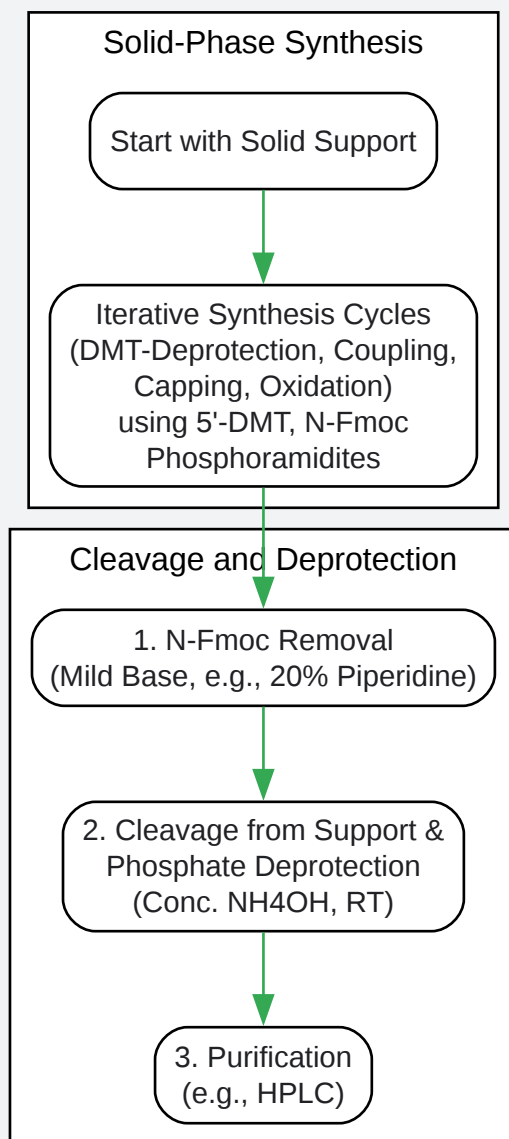 Solid-Phase Synthesis
Start with Solid Support
Iterative Synthesis Cycles
(DMT-Deprotection, Coupling,
Capping, Oxidation)
using 5'-DMT, N-Fmoc
Phosphoramidites
Cleavage and Deprotection
1. N-Fmoc Removal
(Mild Base, e.g., 20% Piperidine)
2. Cleavage from Support &
Phosphate Deprotection
(Conc. NH4OH, RT)
3. Purification
(e.g., HPLC)